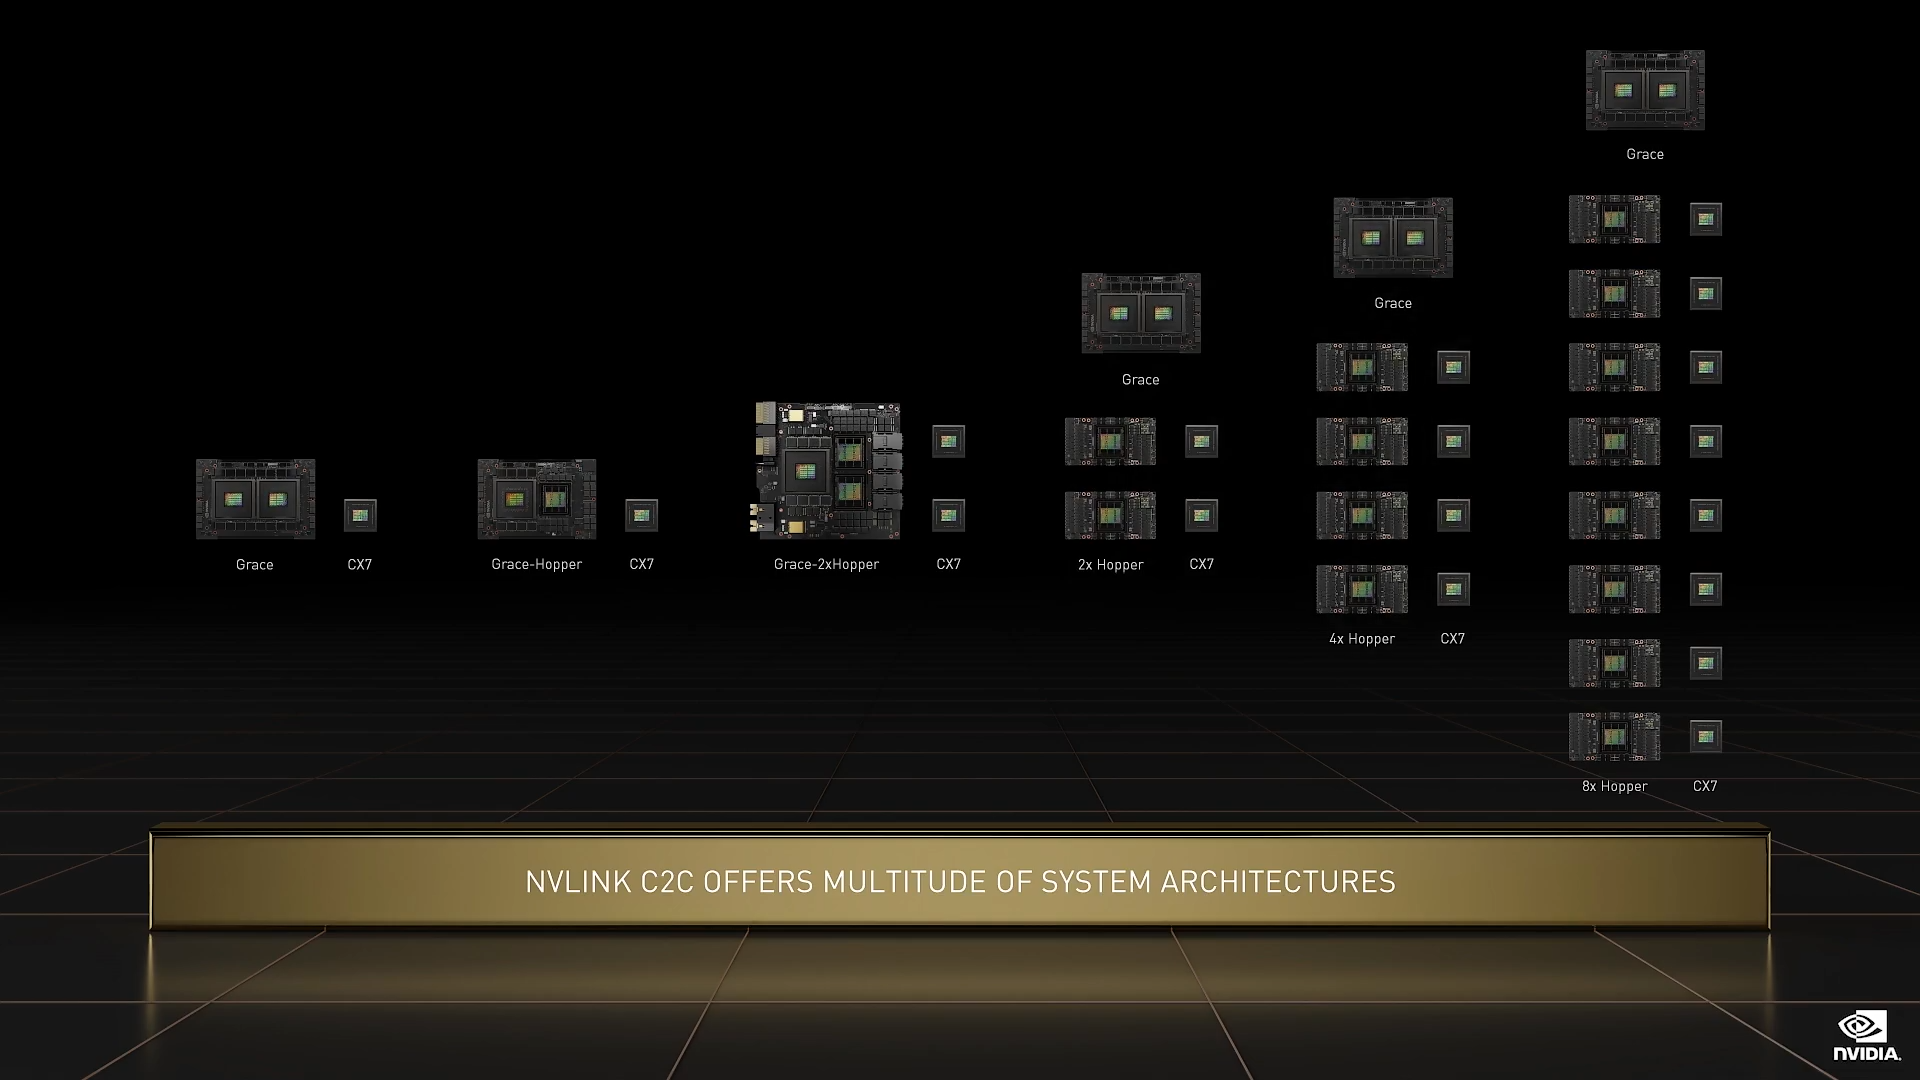 Grace
Grace
Grace
Grace CX7
Grace-Hopper CX7
Grace-2xHopper CX7
2x Hopper CX7
4x Hopper CX7
8x Hopper CX7
NVLINK C2C OFFERS MULTITUDE OF SYSTEM ARCHITECTURES
NVIDIA.